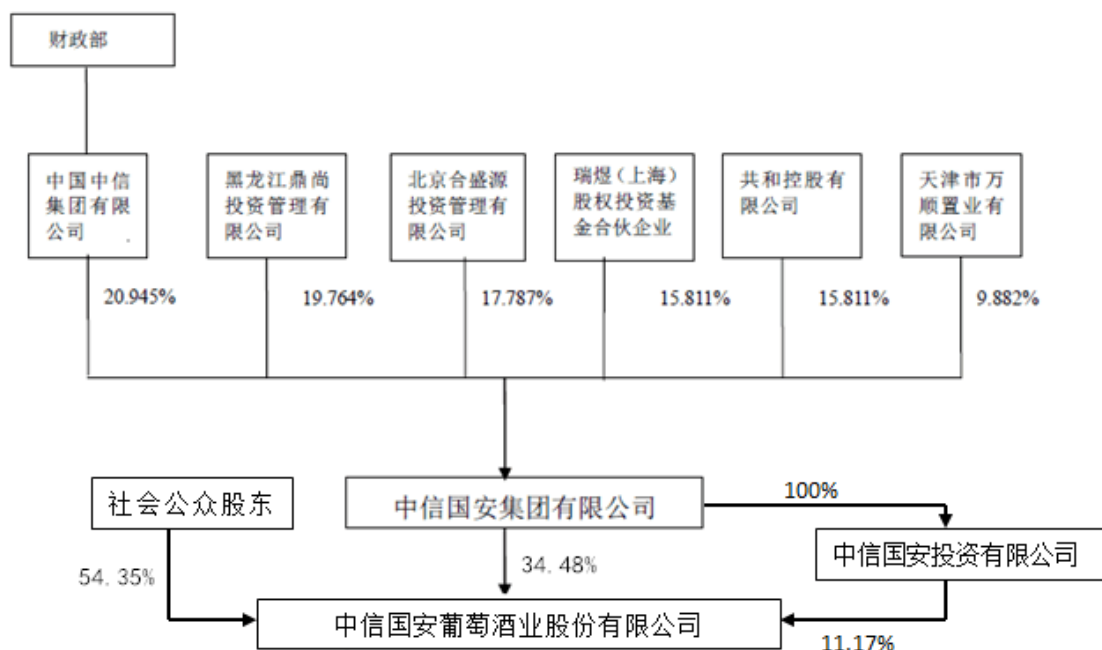 财政部
中国中信
集团有限
公司
黑龙江鼎尚
投资管理有
限公司
北京合盛源
投资管理有
限公司
瑞煜（上海）
股权投资基
金合伙企业
共和控股有
限公司
天津市万
顺置业有
限公司
20.945%
19.764%
17.787%
15.811%
15.811%
9.882%
社会公众股东
中信国安集团有限公司
100%
中信国安投资有限公司
54.35%
34.48%
中信国安葡萄酒业股份有限公司
11.17%